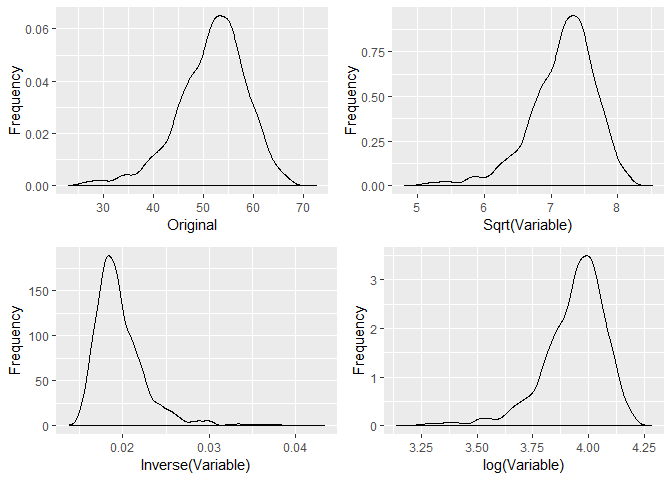 Frequency
0.06
0.04
0.02
0.00
30 40 50 60 70
Original
Frequency
0.75
0.50
0.25
0.00
5 6 7 8
Sqrt(Variable)
Frequency
150
100
50
0
0.02 0.03 0.04
Inverse(Variable)
Frequency
3
2
1
0
3.25 3.50 3.75 4.00 4.25
log(Variable)